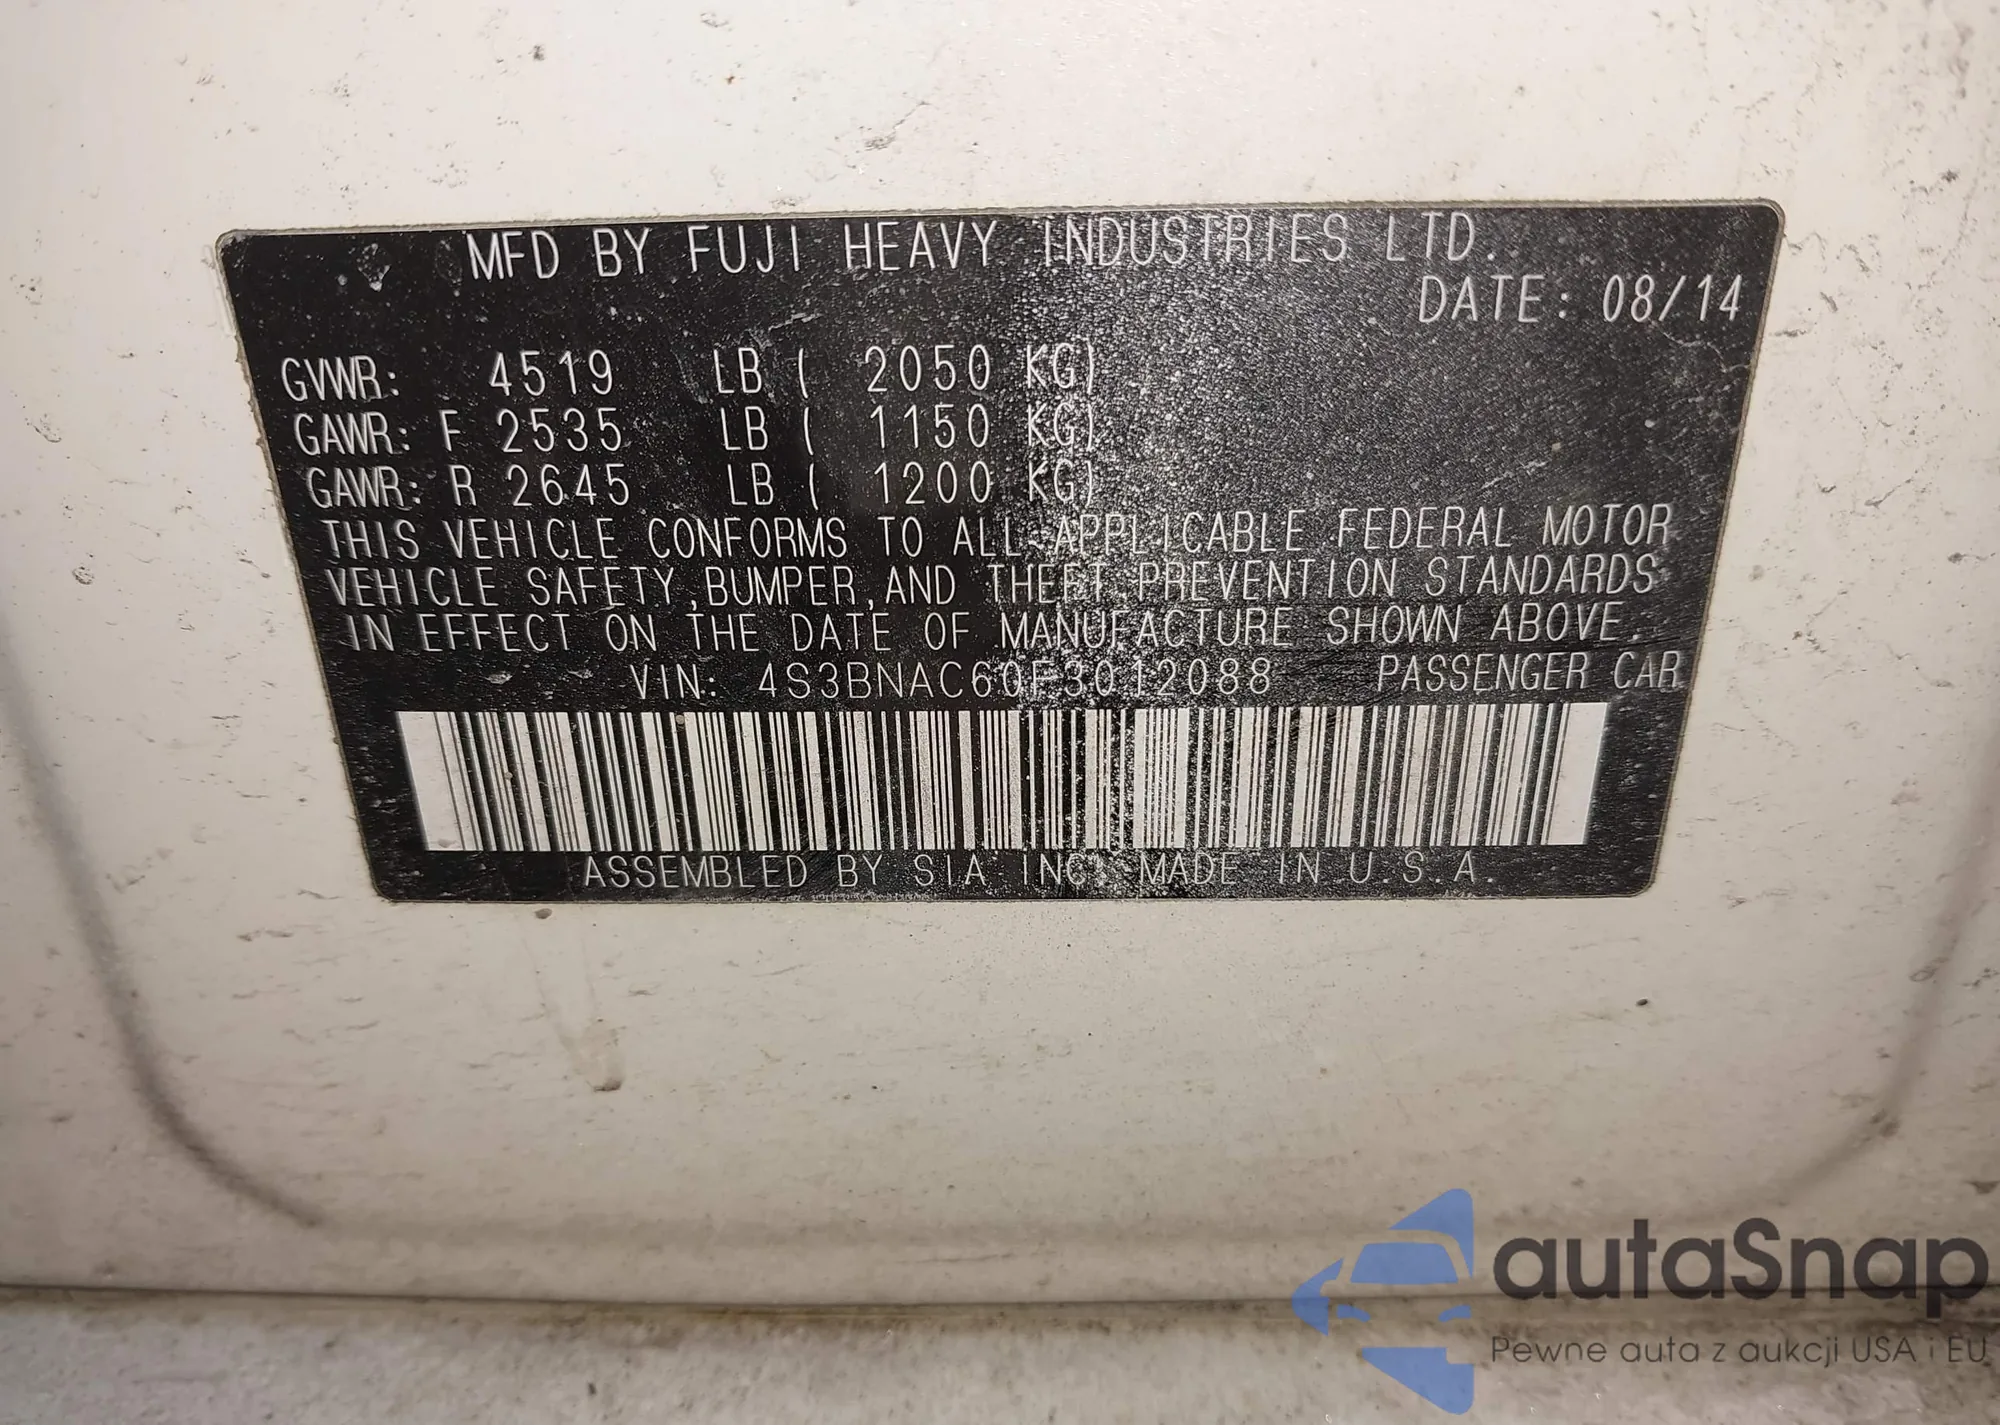 MFD BY FUJI HEAVY INDUSTRIES LTD.
DATE: 08/14
GVWR: 4519 LB ( 2050 KG)
GAWR: F 2535 LB ( 1150 KG)
GAWR: R 2645 LB ( 1200 KG)
THIS VEHICLE CONFORMS TO ALL APPLICABLE FEDERAL MOTOR
VEHICLE SAFETY,BUMPER,AND THEFT PREVENTION STANDARDS
IN EFFECT ON THE DATE OF MANUFACTURE SHOWN ABOVE.
VIN: 4S3BNAC60F3012088 PASSENGER CAR
ASSEMBLED BY SIA INC. MADE IN U.S.A.
autaSnap
Pewne auta z aukcji USA i EU